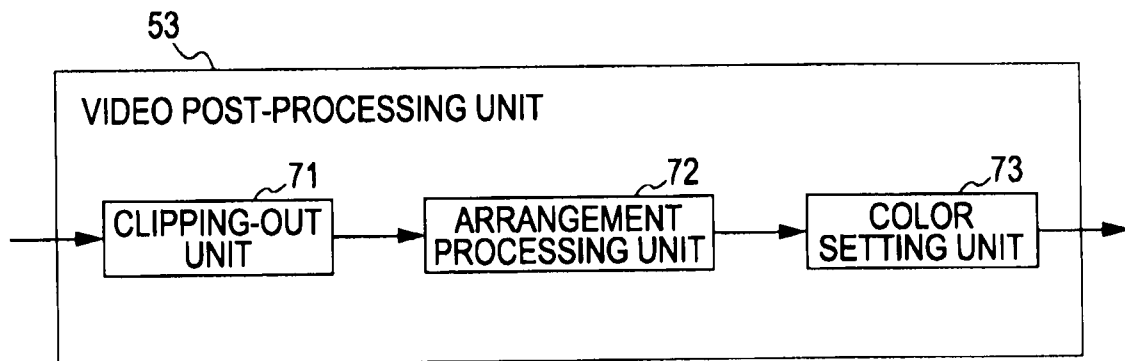 53
VIDEO POST-PROCESSING UNIT
71
CLIPPING-OUT
UNIT
72
ARRANGEMENT
PROCESSING UNIT
73
COLOR
SETTING UNIT